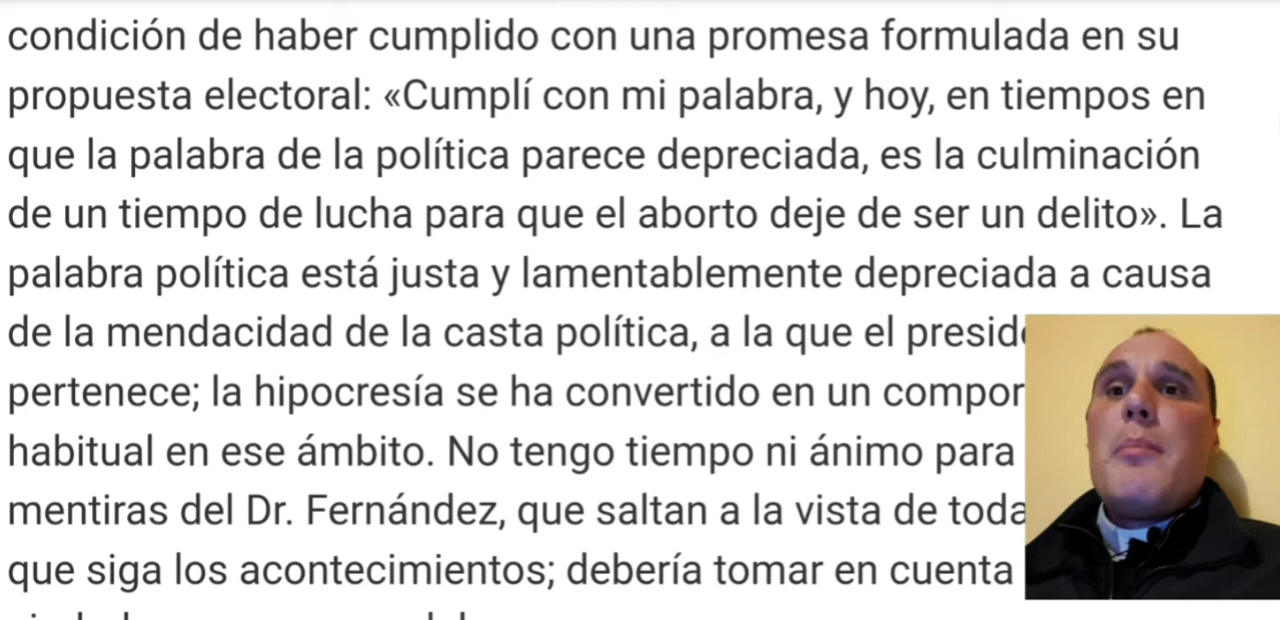 condición de haber cumplido con una promesa formulada en su
propuesta electoral: «Cumplí con mi palabra, y hoy, en tiempos en
que la palabra de la política parece depreciada, es la culminación
de un tiempo de lucha para que el aborto deje de ser un delito». La
palabra política está justa y lamentablemente depreciada a causa
de la mendacidad de la casta política, a la que el
pertenece; la hipocresía se ha convertido en un
habitual en ese ámbito. No tengo tiempo ni ánimo para
mentiras del Dr. Fernández, que saltan a la vista de
que siga los acontecimientos; debería tomar en cuenta